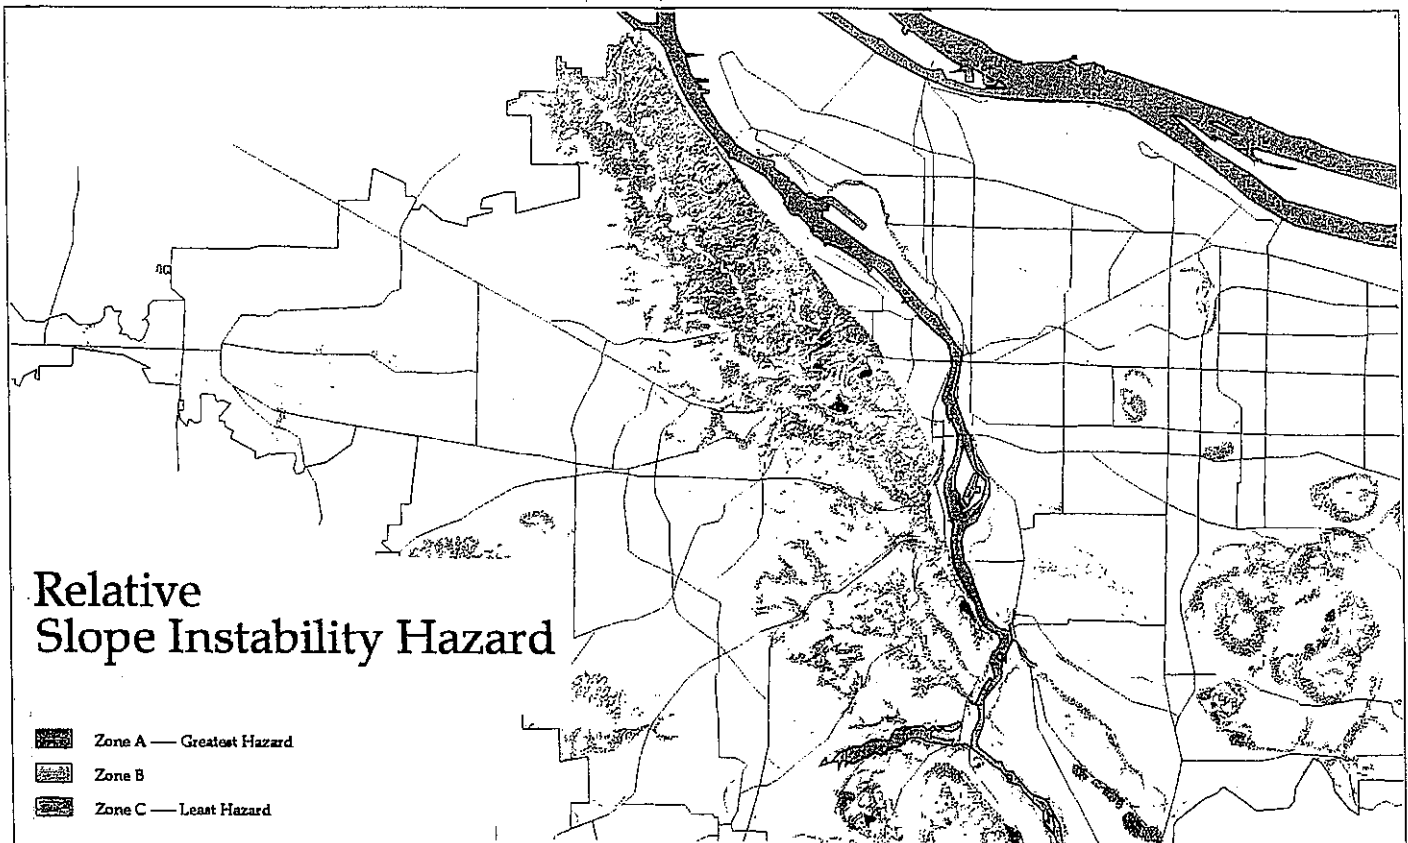 Relative
Slope Instability Hazard
Zone A — Greatest Hazard
Zone B
Zone C — Least Hazard